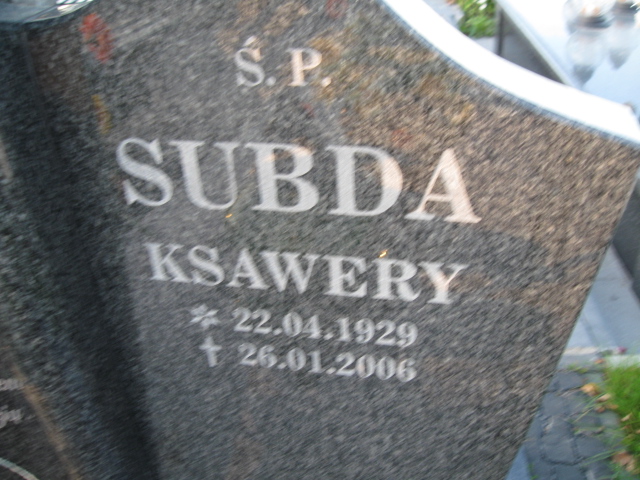 Ś. P.
SUBDA
KSAWERY
* 22.04.1929
† 26.01.2006